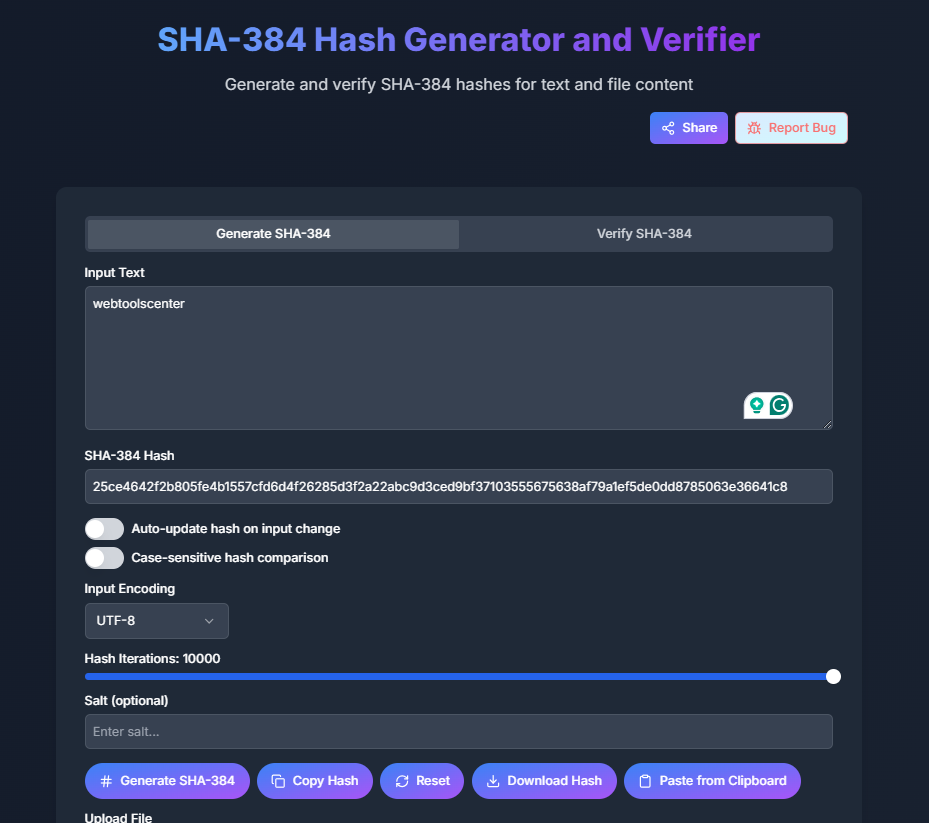 SHA-384 Hash Generator and Verifier
Generate and verify SHA-384 hashes for text and file content
Share
Report Bug
Generate SHA-384
Verify SHA-384
Input Text
webtoolscenter
SHA-384 Hash
25ce4642f2b805fe4b1557cfd6d4f26285d3f2a22abc9d3ced9bf37103555675638af79a1ef5de0dd8785063e36641c8
Auto-update hash on input change
Case-sensitive hash comparison
Input Encoding
UTF-8
Hash Iterations: 10000
Salt (optional)
Enter salt...
Generate SHA-384
Copy Hash
Reset
Download Hash
Paste from Clipboard
Upload File